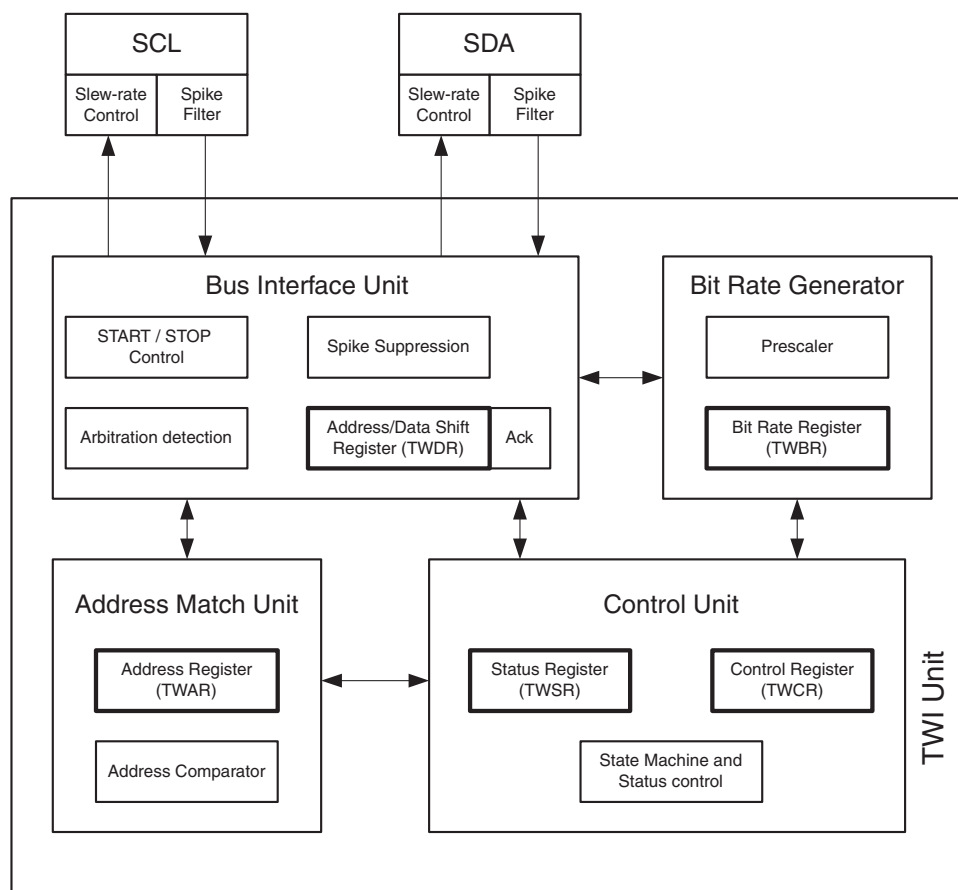 SCL
SDA
Slew-rate
Control
Spike
Filter
Slew-rate
Control
Spike
Filter
Bus Interface Unit
START / STOP
Control
Spike Suppression
Arbitration detection
Address/Data Shift
Register (TWDR)
Ack
Bit Rate Generator
Prescaler
Bit Rate Register
(TWBR)
Address Match Unit
Address Register
(TWAR)
Address Comparator
Control Unit
Status Register
(TWSR)
Control Register
(TWCR)
State Machine and
Status control
TWI Unit